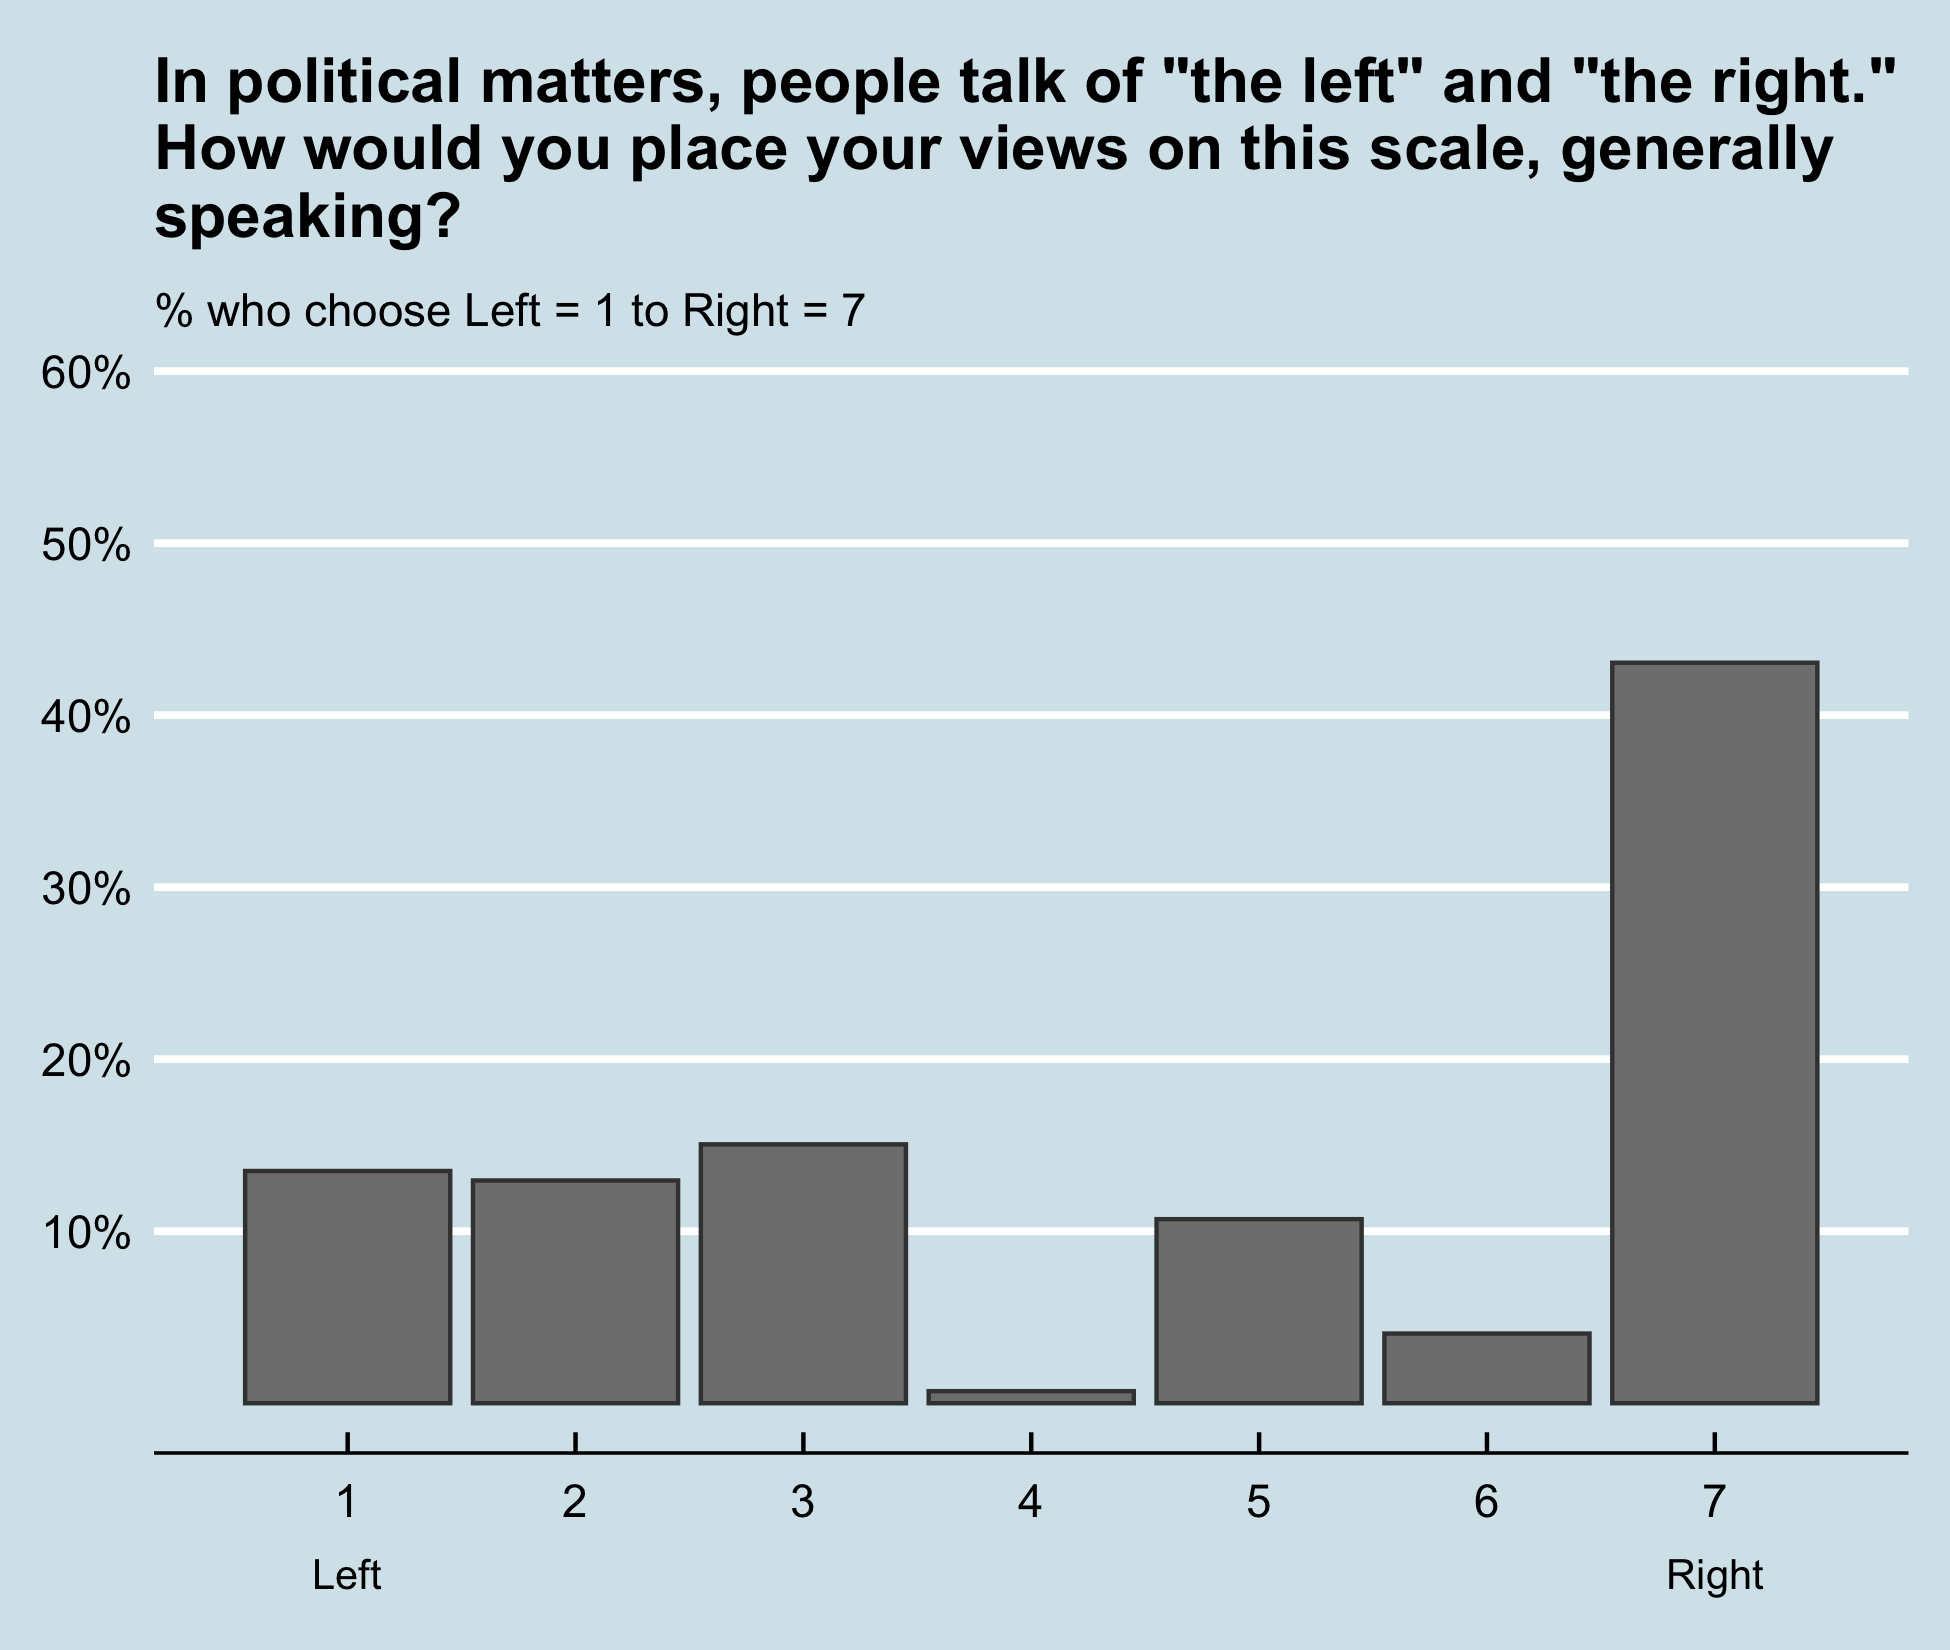 In political matters, people talk of "the left" and "the right."
How would you place your views on this scale, generally
speaking?
% who choose Left = 1 to Right = 7
60%
50%
40%
30%
20%
10%
1 2 3 4 5 6 7
Left Right